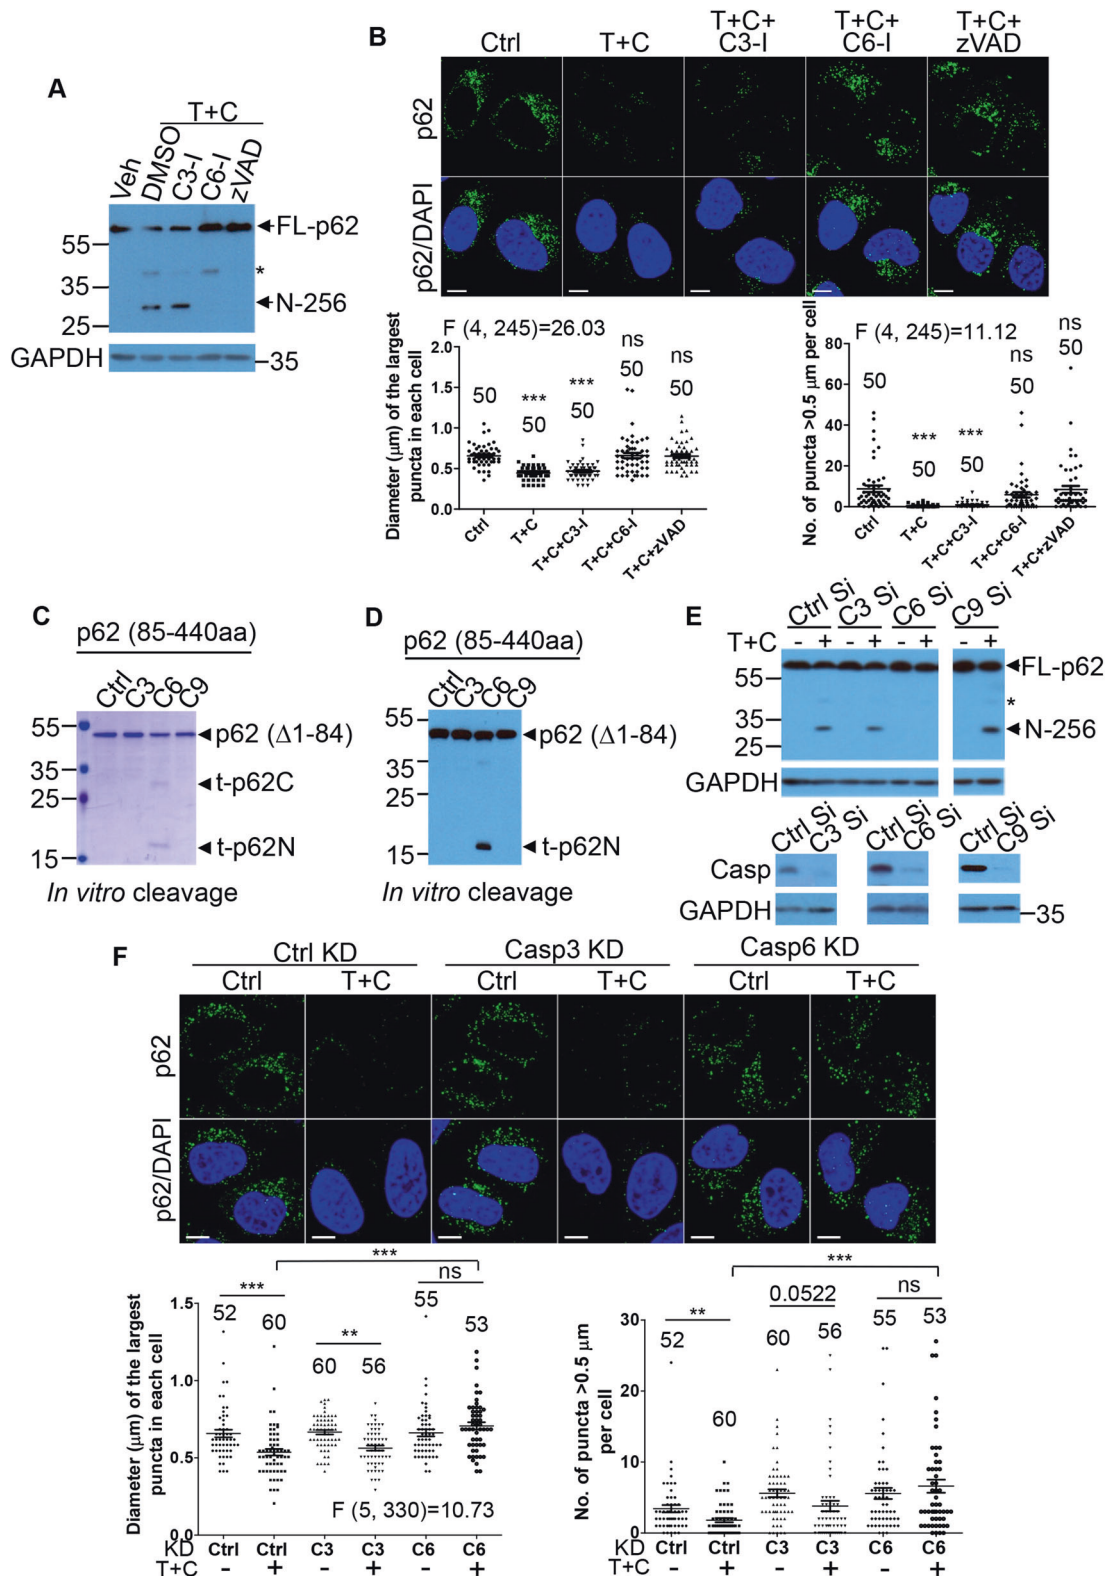 A
T+C
Veh
DMSO
C3-I
C6-I
zVAD
FL-p62
55
*
35
N-256
25
GAPDH
35
B
Ctrl
T+C
T+C+
C3-I
T+C+
C6-I
T+C+
zVAD
p62
p62/DAPI
F (4, 245)=26.03
Diameter (μm) of the largest
puncta in each cell
2.0
1.5
1.0
0.5
0.0
50
***
50
***
50
ns
50
ns
50
Ctrl
T+C
T+C+C3-I
T+C+C6-I
T+C+zVAD
F (4, 245)=11.12
No. of puncta >0.5 μm per cell
80
60
40
20
0
50
***
50
***
50
ns
50
ns
50
Ctrl
T+C
T+C+C3-I
T+C+C6-I
T+C+zVAD
C
p62 (85-440aa)
Ctrl
C3
C6
C9
55
p62 (Δ1-84)
35
t-p62C
25
t-p62N
15
In vitro cleavage
D
p62 (85-440aa)
Ctrl
C3
C6
C9
55
p62 (Δ1-84)
35
25
15
t-p62N
In vitro cleavage
E
Ctrl Si
C3 Si
C6 Si
C9 Si
T+C - + - + - + - +
FL-p62
55
*
35
N-256
25
GAPDH
Ctrl Si
C3 Si
Ctrl Si
C6 Si
Ctrl Si
C9 Si
Casp
GAPDH
35
F
Ctrl KD
Casp3 KD
Casp6 KD
Ctrl
T+C
Ctrl
T+C
Ctrl
T+C
p62
p62/DAPI
Diameter (μm) of the largest
puncta in each cell
1.5
1.0
0.5
0.0
***
***
ns
**
52
60
60
56
55
53
F (5, 330)=10.73
KD Ctrl Ctrl C3 C3 C6 C6
T+C - + - + - +
No. of puncta >0.5 μm
per cell
30
20
10
0
***
**
0.0522
ns
52
60
60
56
55
53
KD Ctrl Ctrl C3 C3 C6 C6
T+C - + - + - +